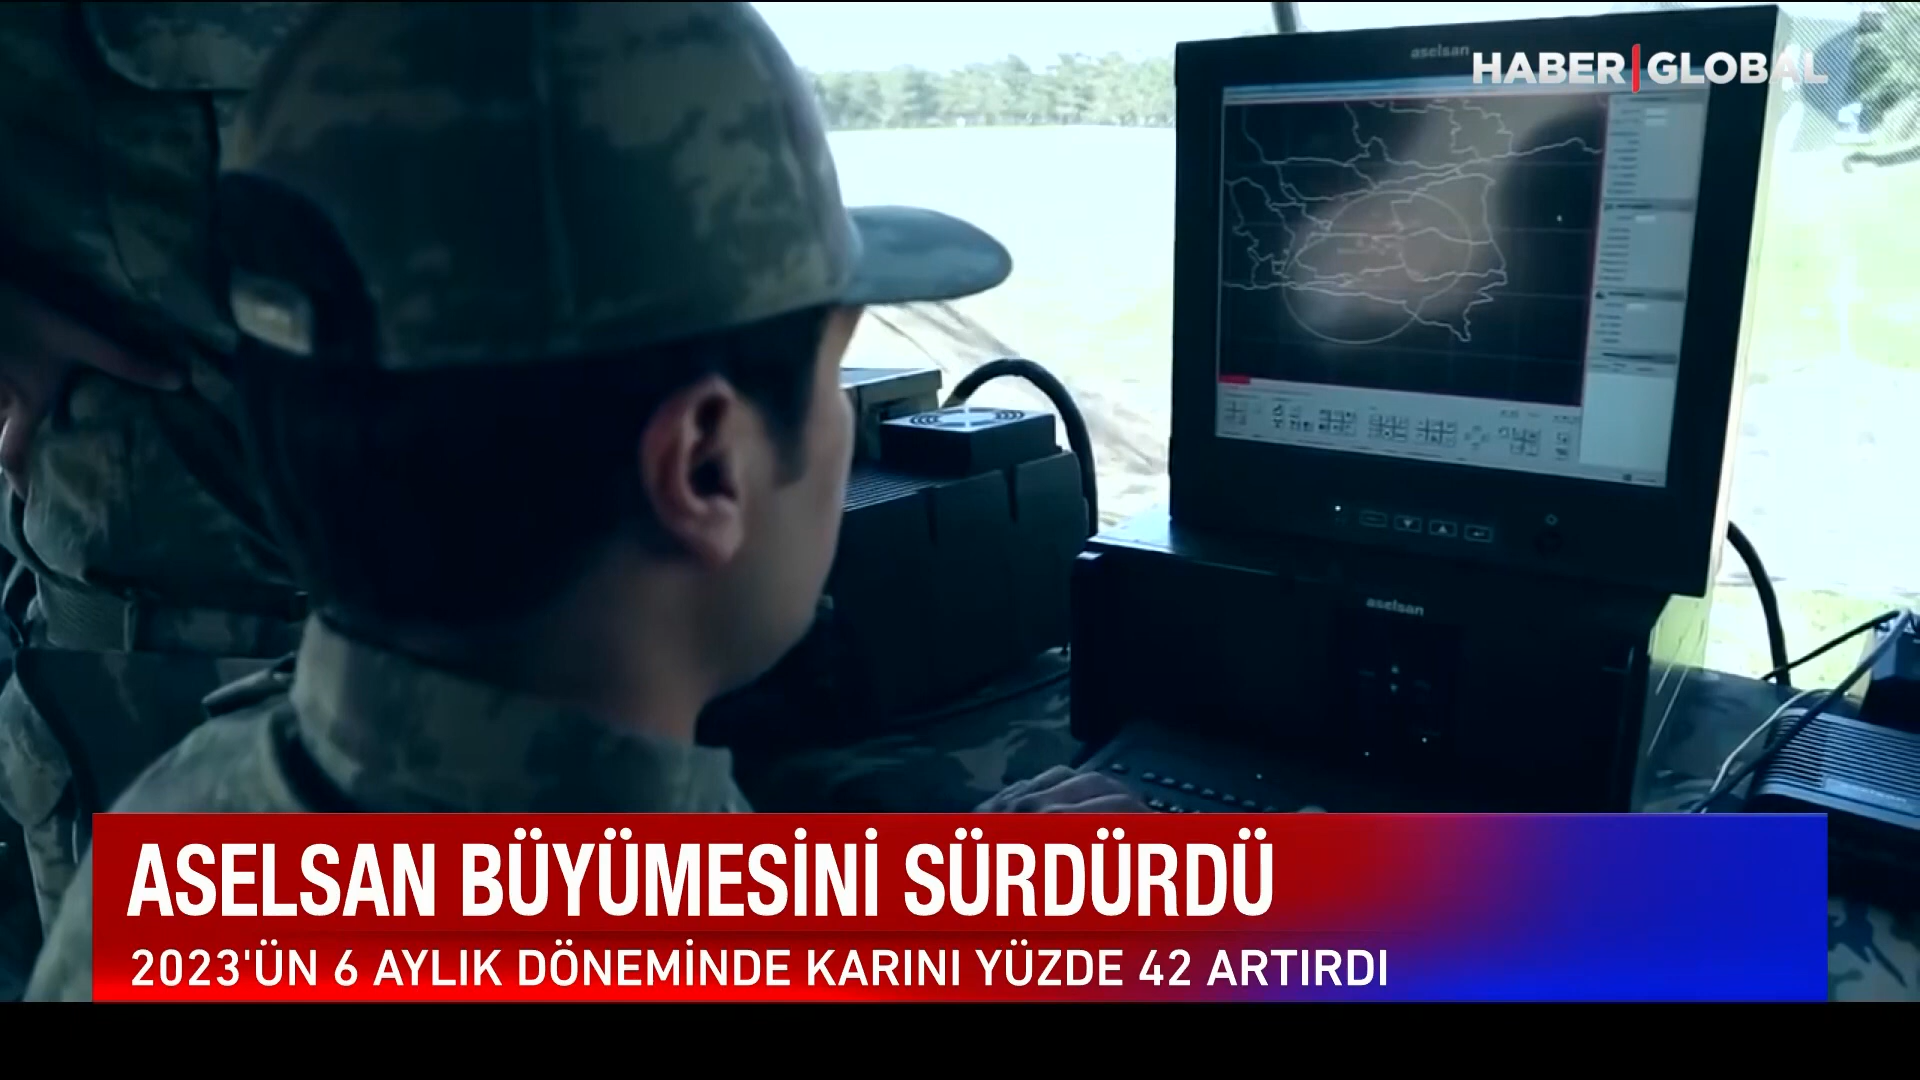 aselsan
HABER|GLOBAL
aselsan
ASELSAN BÜYÜMESİNİ SÜRDÜRDÜ
2023'ÜN 6 AYLIK DÖNEMİNDE KARINI YÜZDE 42 ARTIRDI